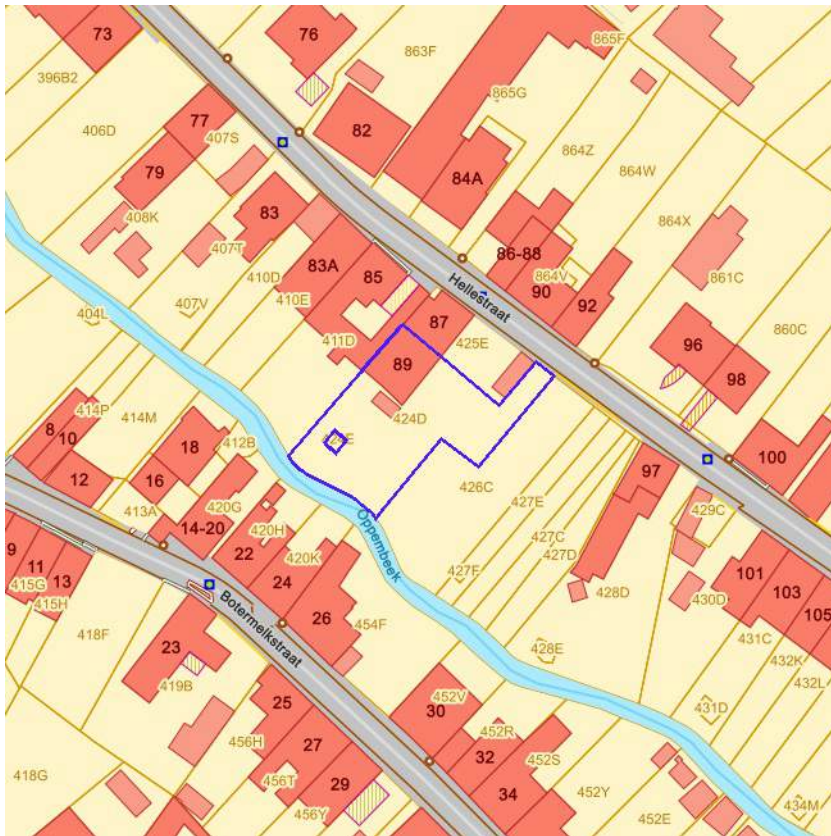 73
76
863F
865F
396B2
865G
406D
77
407S
82
864Z
79
84A
864W
408K
83
864X
407T
86-88
410D
83A
85
864V
861C
90
410E
Hellestraat
92
404L
407V
87
860C
411D
425E
96
89
98
414P
414M
424D
8
10
18
412B
424E
100
12
16
426C
97
413A
420G
427E
14-20
429C
420H
Oppembeek
427C
9
22
420K
427D
11
415G
13
24
427F
101
415H
Botermelkstraat
428D
103
430D
26
105
418F
454F
431C
23
428E
432K
419B
432L
452V
25
30
431D
456H
452R
27
32
452S
418G
456T
29
34
452Y
434M
456Y
452E